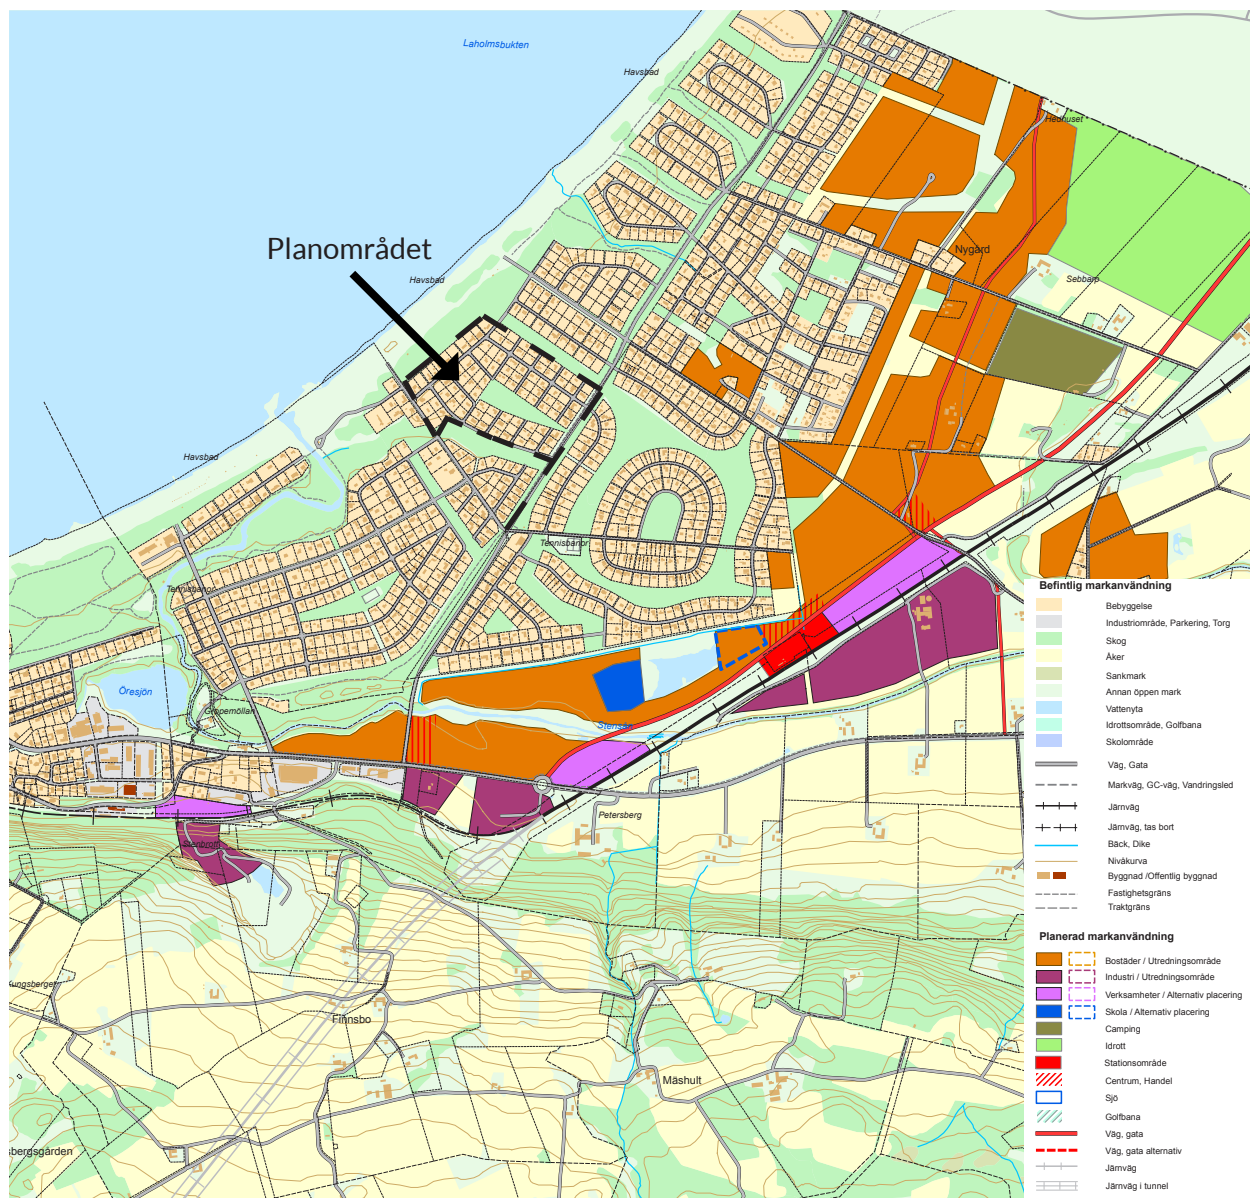 Laholmsbukten
Havsbad
Hedhuset
Planområdet
Nygård
Sebbarp
Havsbad
Havsbad
Tennisbanor
Tennisbanor
Öresjön
Gropemöllan
Stensån
Petersberg
Stenbrott
Kungsberget
Finnsbo
Mäshult
sbergsgården
Befintlig markanvändning
Bebyggelse
Industriområde, Parkering, Torg
Skog
Åker
Sankmark
Annan öppen mark
Vattenyta
Idrottsområde, Golfbana
Skolområde
Väg, Gata
Markväg, GC-väg, Vandringsled
Järnväg
Järnväg, tas bort
Bäck, Dike
Nivåkurva
Byggnad /Offentlig byggnad
Fastighetsgräns
Traktgräns
Planerad markanvändning
Bostäder / Utredningsområde
Industri / Utredningsområde
Verksamheter / Alternativ placering
Skola / Alternativ placering
Camping
Idrott
Stationsområde
Centrum, Handel
Sjö
Golfbana
Väg, gata
Väg, gata alternativ
Järnväg
Järnväg i tunnel